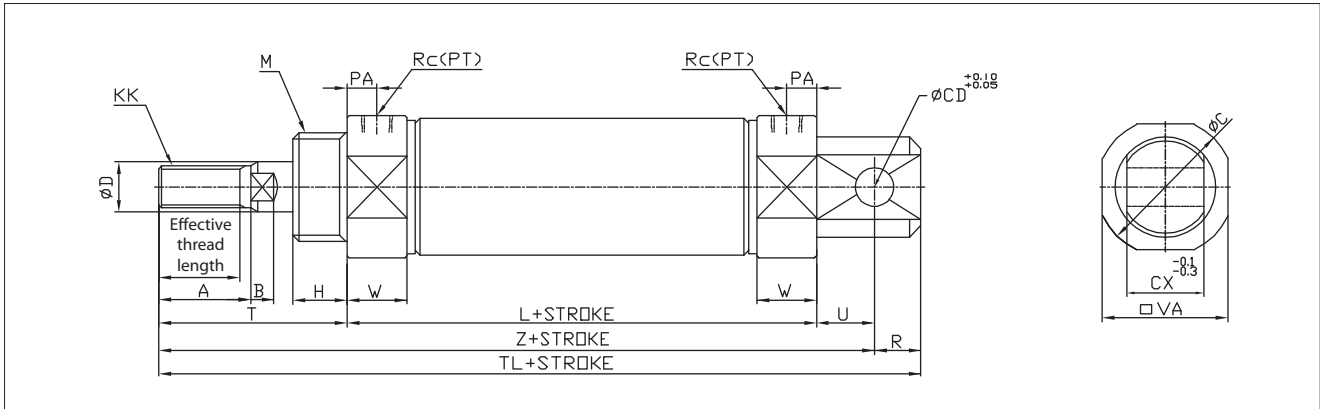 M
Rc(PT)
Rc(PT)
PA
PA
KK
ØCD +0.10
+0.05
ØC
ØD
Effective
thread
length
A
B
H
W
W
CX -0.1
-0.3
T
L+STROKE
U
□VA
Z+STROKE
R
TL+STROKE